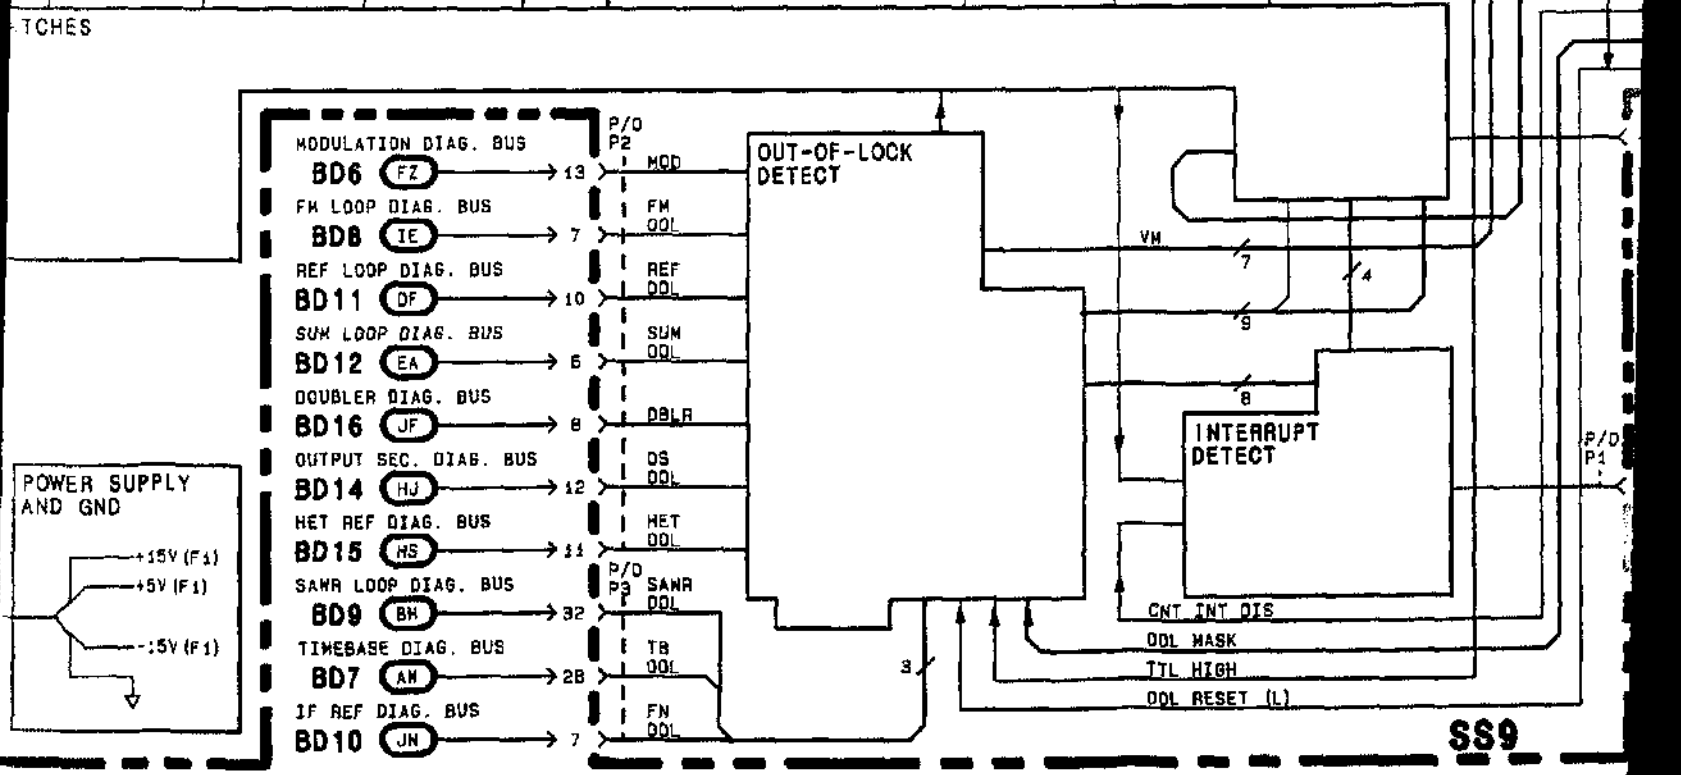 TCHES
P/O
P2
MODULATION DIAG. BUS
BD6 FZ 13 MOD
FM LOOP DIAG. BUS
BD8 IE 7 FM OOL
REF LOOP DIAG. BUS
BD11 DF 10 REF OOL
SUM LOOP DIAG. BUS
BD12 EA 6 SUM OOL
DOUBLER DIAG. BUS
BD16 JF 8 DBLR
OUTPUT SEC. DIAG. BUS
BD14 HJ 12 OS OOL
HET REF DIAG. BUS
BD15 HS 11 HET OOL
P/O
P3
SAWR LOOP DIAG. BUS
BD9 BH 32 SAWR OOL
TIMEBASE DIAG. BUS
BD7 AW 28 TB OOL
IF REF DIAG. BUS
BD10 JN 7 FN OOL
POWER SUPPLY
AND GND
+15V (F1)
+5V (F1)
-15V (F1)
OUT-OF-LOCK
DETECT
VM
7
4
9
8
3
INTERRUPT
DETECT
P/O
P1
CNT INT DIS
OOL MASK
TTL HIGH
OOL RESET (L)
SS9